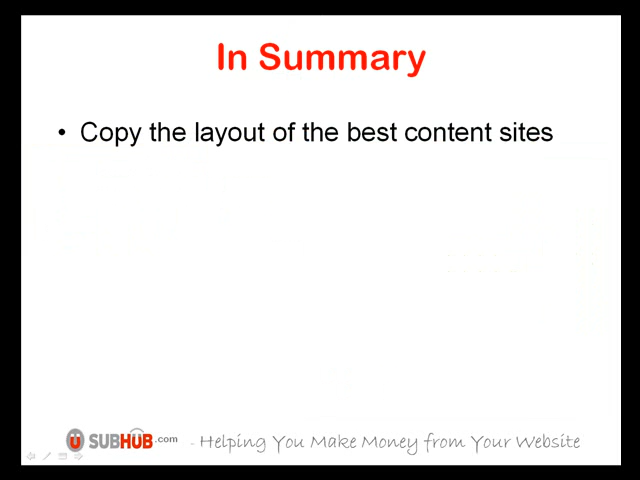 In Summary
• Copy the layout of the best content sites
SUBHUB.com - Helping You Make Money from Your Website